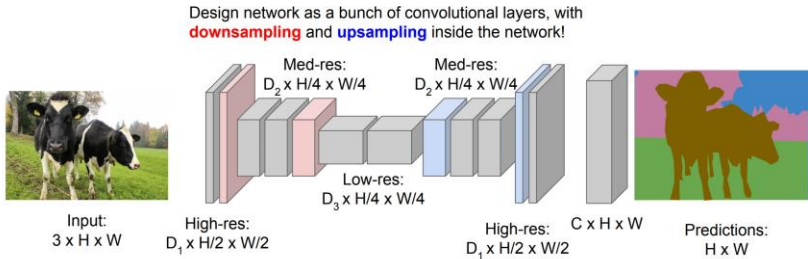 Design network as a bunch of convolutional layers, with
downsampling and upsampling inside the network!
Med-res:
D₂ x H/4 x W/4
Med-res:
D₂ x H/4 x W/4
Low-res:
D₃ x H/4 x W/4
Input:
3 x H x W
High-res:
D₁ x H/2 x W/2
High-res:
D₁ x H/2 x W/2
C x H x W
Predictions:
H x W